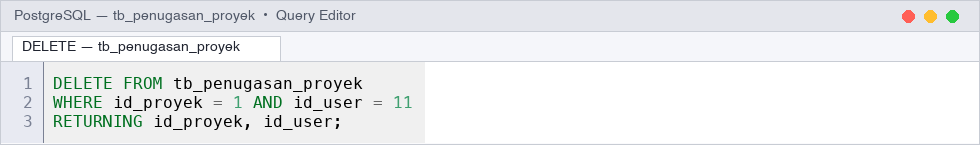 PostgreSQL — tb_penugasan_proyek • Query Editor
DELETE — tb_penugasan_proyek
1 DELETE FROM tb_penugasan_proyek
2 WHERE id_proyek = 1 AND id_user = 11
3 RETURNING id_proyek, id_user;